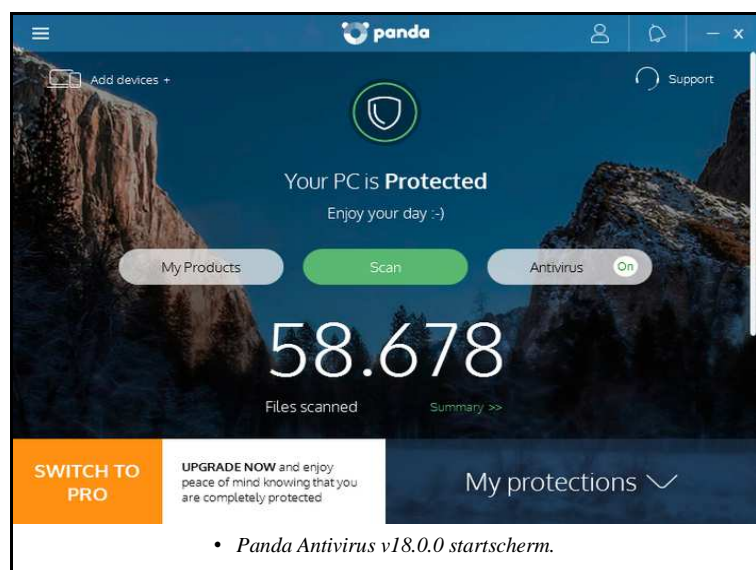 panda
Add devices +
Support
Your PC is Protected
Enjoy your day :-)
My Products
Scan
Antivirus On
58.678
Files scanned
Summary >>
SWITCH TO
PRO
UPGRADE NOW and enjoy
peace of mind knowing that you
are completely protected
My protections
• Panda Antivirus v18.0.0 startscherm.